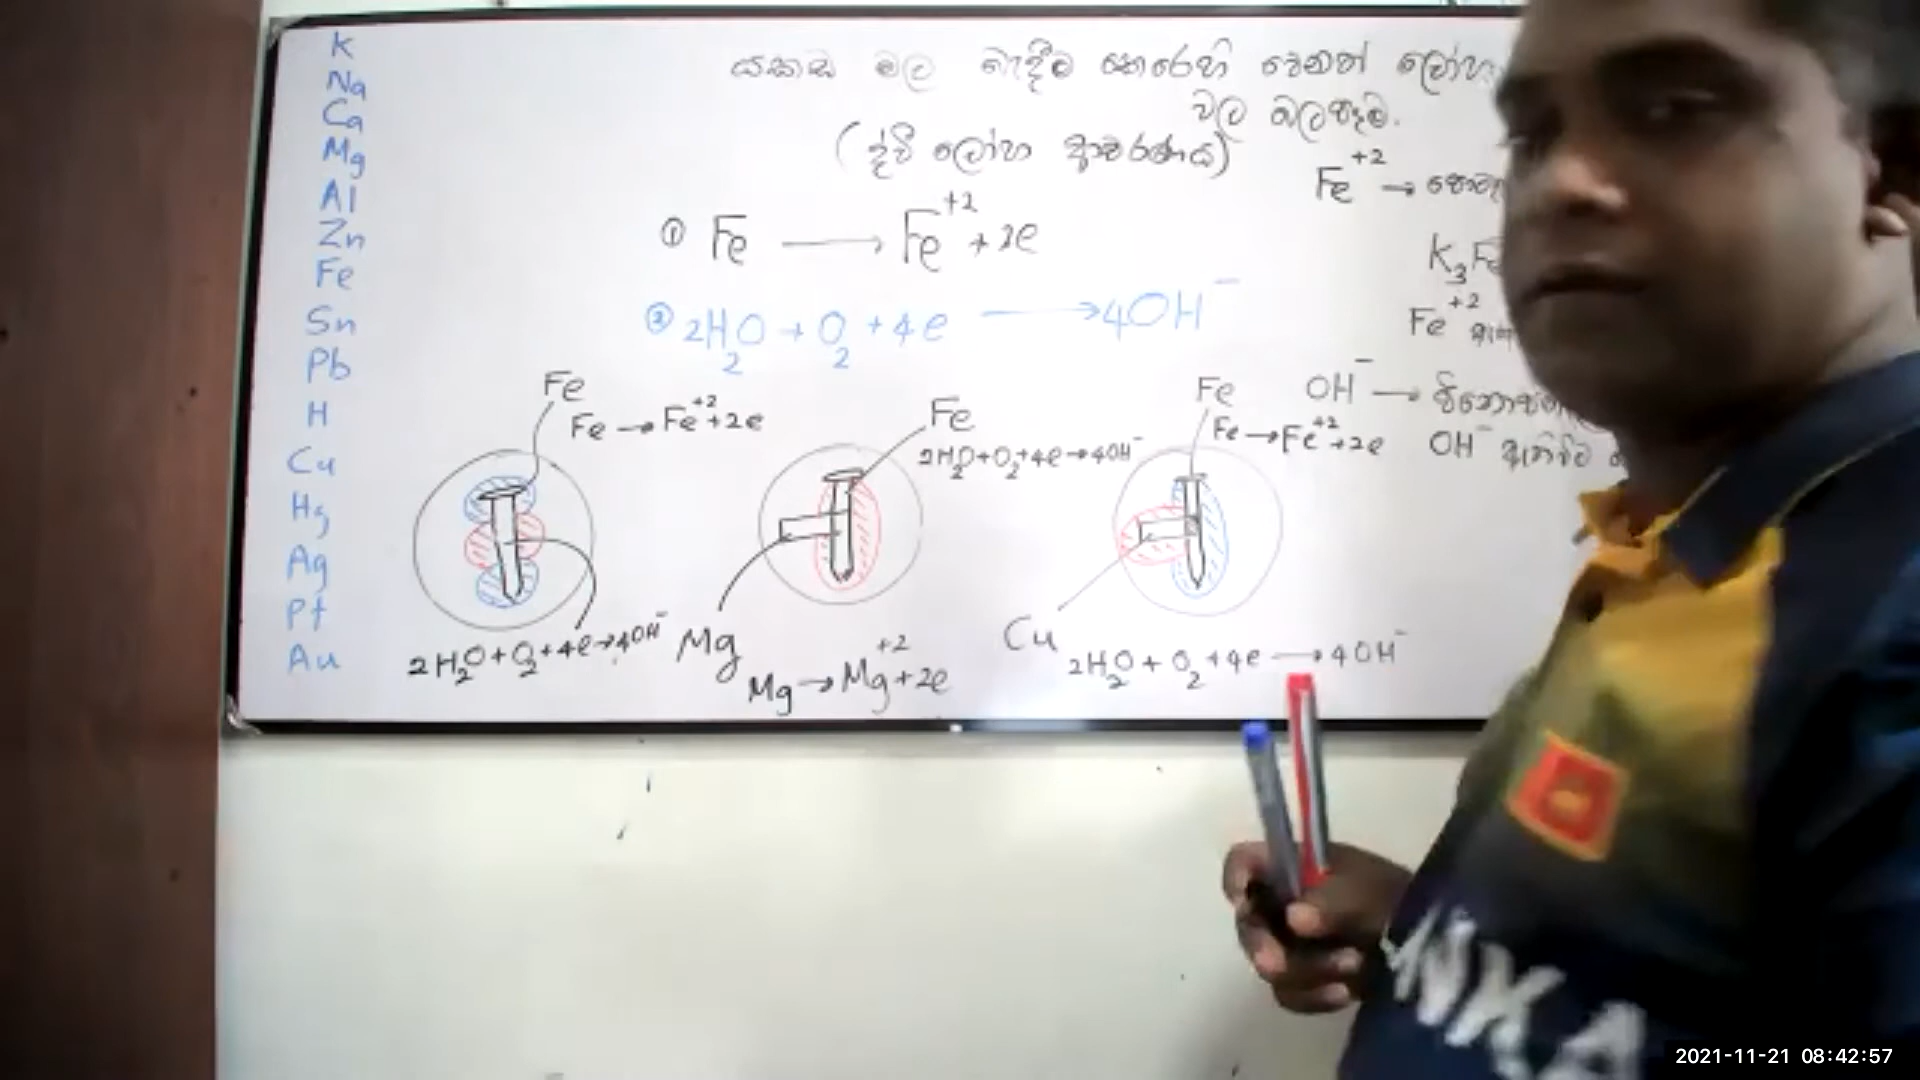 K
Na
Ca
Mg
Al
Zn
Fe
Sn
Pb
H
Cu
Hg
Ag
Pt
Au
යකඩ මල බැදීම කෙරෙහි වෙනත් ලෝහ
වල බලපෑම.
(ද්වි ලෝහ ආවරණය)
① Fe → Fe⁺² + 2e
② 2H₂O + O₂ + 4e → 4OH⁻
Fe
Fe → Fe⁺² + 2e
2H₂O + O₂ + 4e → 4OH⁻
Fe
2H₂O + O₂ + 4e → 4OH⁻
Mg
Mg → Mg⁺² + 2e
Fe
Fe → Fe⁺² + 2e
Cu
2H₂O + O₂ + 4e → 4OH⁻
Fe⁺² →
K₃Fe
Fe⁺²
OH⁻ →
OH⁻ ඇතිවිට
NKA
2021-11-21 08:42:57